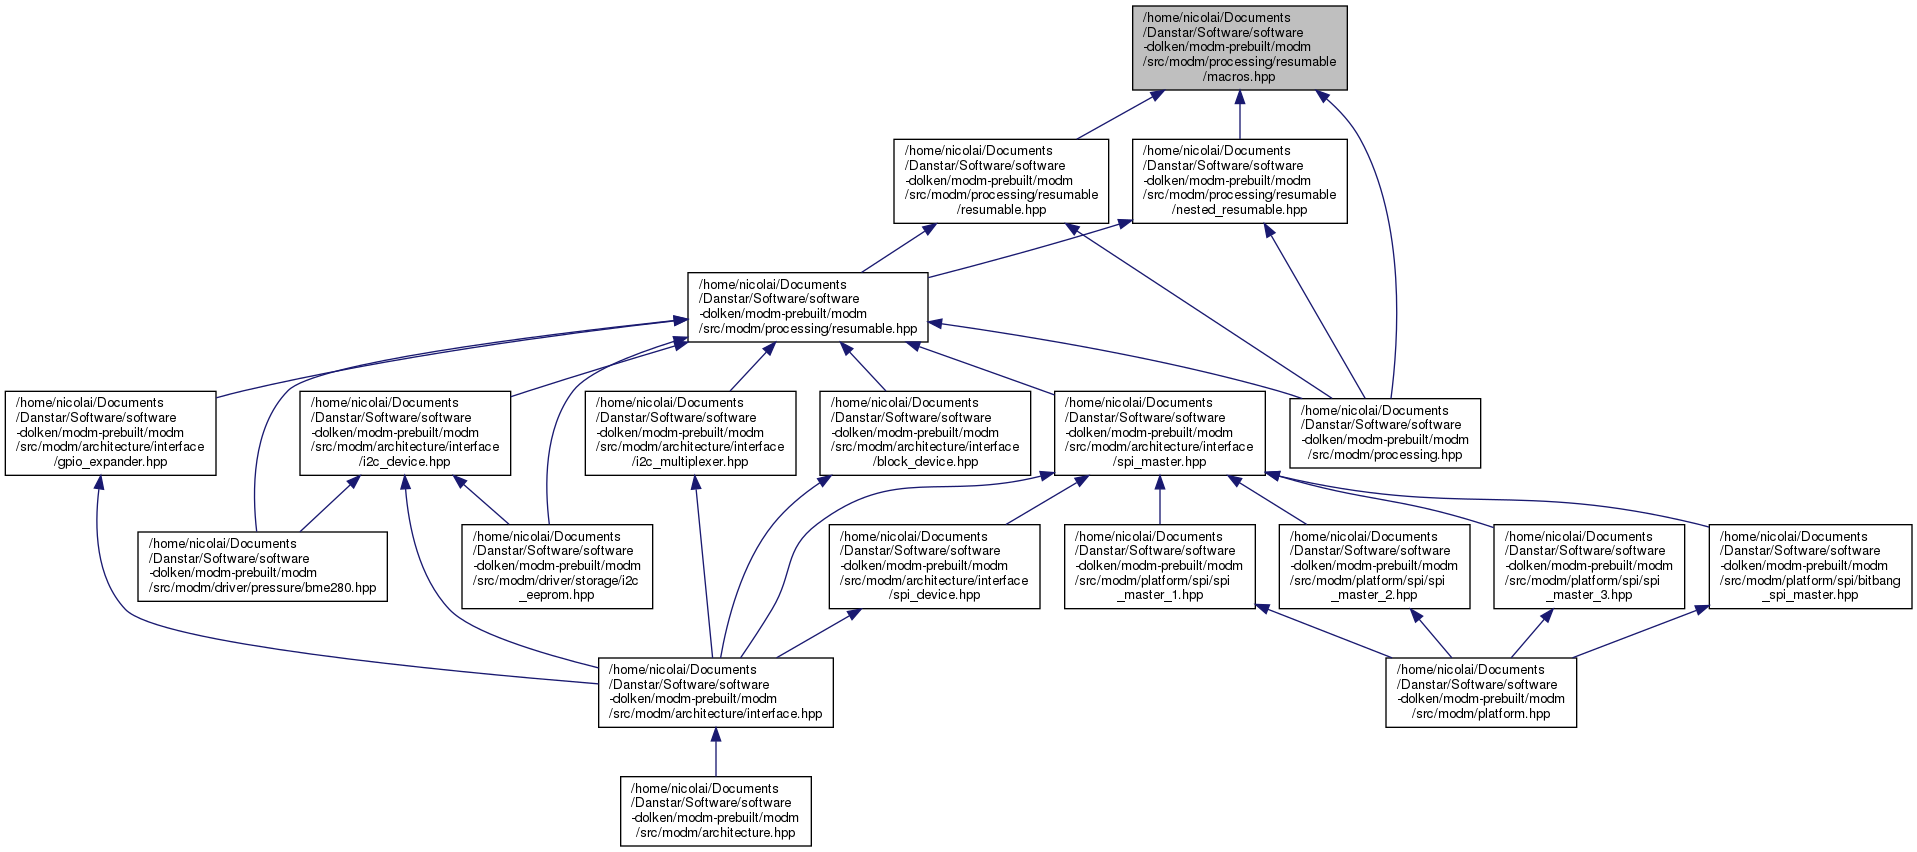 /home/nicolai/Documents
/Danstar/Software/software
-dolken/modm-prebuilt/modm
/src/modm/processing/resumable
/macros.hpp
/home/nicolai/Documents
/Danstar/Software/software
-dolken/modm-prebuilt/modm
/src/modm/processing/resumable
/resumable.hpp
/home/nicolai/Documents
/Danstar/Software/software
-dolken/modm-prebuilt/modm
/src/modm/processing/resumable
/nested_resumable.hpp
/home/nicolai/Documents
/Danstar/Software/software
-dolken/modm-prebuilt/modm
/src/modm/processing/resumable.hpp
/home/nicolai/Documents
/Danstar/Software/software
-dolken/modm-prebuilt/modm
/src/modm/architecture/interface
/gpio_expander.hpp
/home/nicolai/Documents
/Danstar/Software/software
-dolken/modm-prebuilt/modm
/src/modm/architecture/interface
/i2c_device.hpp
/home/nicolai/Documents
/Danstar/Software/software
-dolken/modm-prebuilt/modm
/src/modm/architecture/interface
/i2c_multiplexer.hpp
/home/nicolai/Documents
/Danstar/Software/software
-dolken/modm-prebuilt/modm
/src/modm/architecture/interface
/block_device.hpp
/home/nicolai/Documents
/Danstar/Software/software
-dolken/modm-prebuilt/modm
/src/modm/architecture/interface
/spi_master.hpp
/home/nicolai/Documents
/Danstar/Software/software
-dolken/modm-prebuilt/modm
/src/modm/processing.hpp
/home/nicolai/Documents
/Danstar/Software/software
-dolken/modm-prebuilt/modm
/src/modm/driver/pressure/bme280.hpp
/home/nicolai/Documents
/Danstar/Software/software
-dolken/modm-prebuilt/modm
/src/modm/driver/storage/i2c
_eeprom.hpp
/home/nicolai/Documents
/Danstar/Software/software
-dolken/modm-prebuilt/modm
/src/modm/architecture/interface
/spi_device.hpp
/home/nicolai/Documents
/Danstar/Software/software
-dolken/modm-prebuilt/modm
/src/modm/platform/spi/spi
_master_1.hpp
/home/nicolai/Documents
/Danstar/Software/software
-dolken/modm-prebuilt/modm
/src/modm/platform/spi/spi
_master_2.hpp
/home/nicolai/Documents
/Danstar/Software/software
-dolken/modm-prebuilt/modm
/src/modm/platform/spi/spi
_master_3.hpp
/home/nicolai/Documents
/Danstar/Software/software
-dolken/modm-prebuilt/modm
/src/modm/platform/spi/bitbang
_spi_master.hpp
/home/nicolai/Documents
/Danstar/Software/software
-dolken/modm-prebuilt/modm
/src/modm/architecture/interface.hpp
/home/nicolai/Documents
/Danstar/Software/software
-dolken/modm-prebuilt/modm
/src/modm/platform.hpp
/home/nicolai/Documents
/Danstar/Software/software
-dolken/modm-prebuilt/modm
/src/modm/architecture.hpp